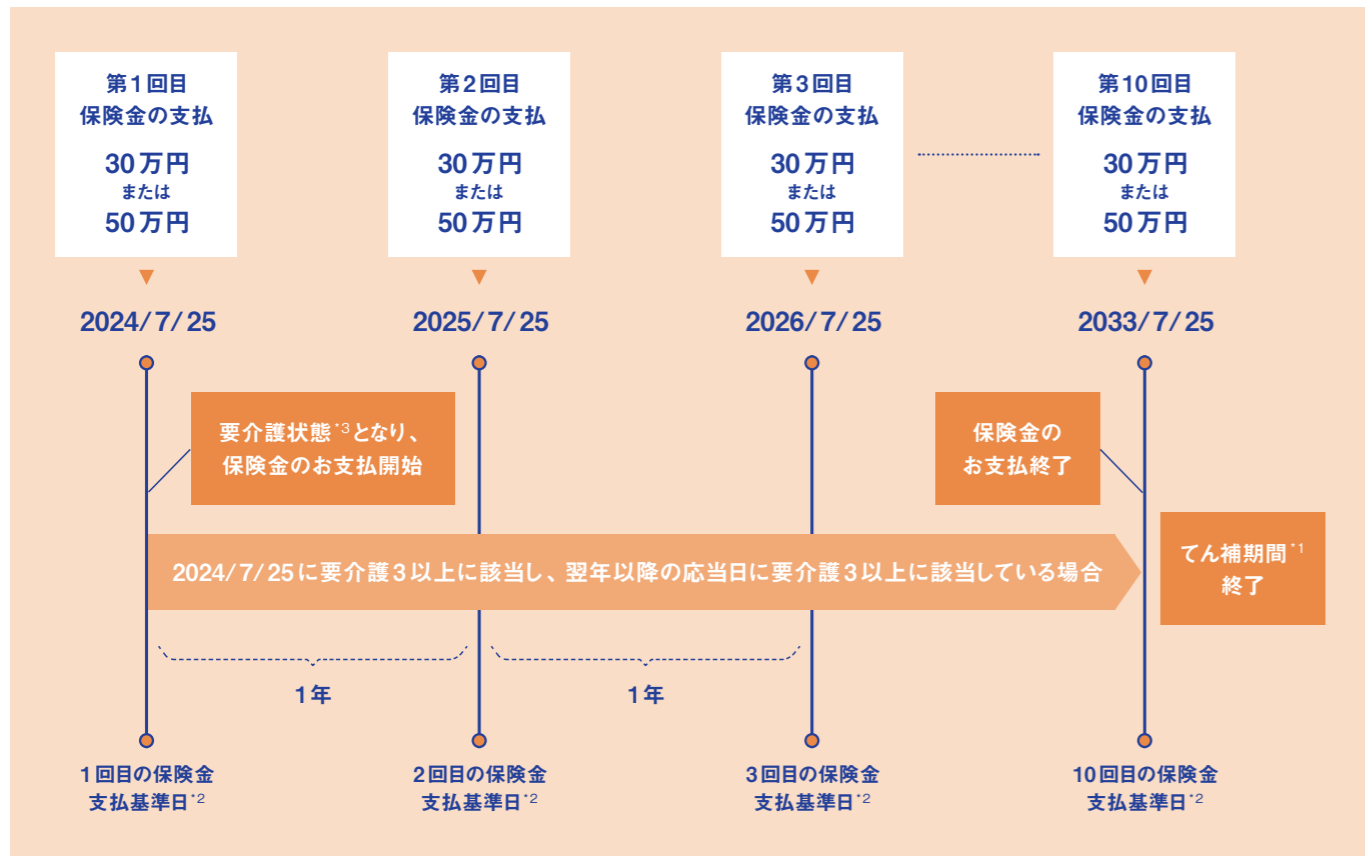 第1回目
保険金の支払
30万円
または
50万円
第2回目
保険金の支払
30万円
または
50万円
第3回目
保険金の支払
30万円
または
50万円
第10回目
保険金の支払
30万円
または
50万円
2024/7/25
2025/7/25
2026/7/25
2033/7/25
要介護状態*3となり、
保険金のお支払開始
保険金の
お支払終了
てん補期間*1
終了
2024/7/25に要介護3以上に該当し、翌年以降の応当日に要介護3以上に該当している場合
1年
1年
1回目の保険金
支払基準日*2
2回目の保険金
支払基準日*2
3回目の保険金
支払基準日*2
10回目の保険金
支払基準日*2